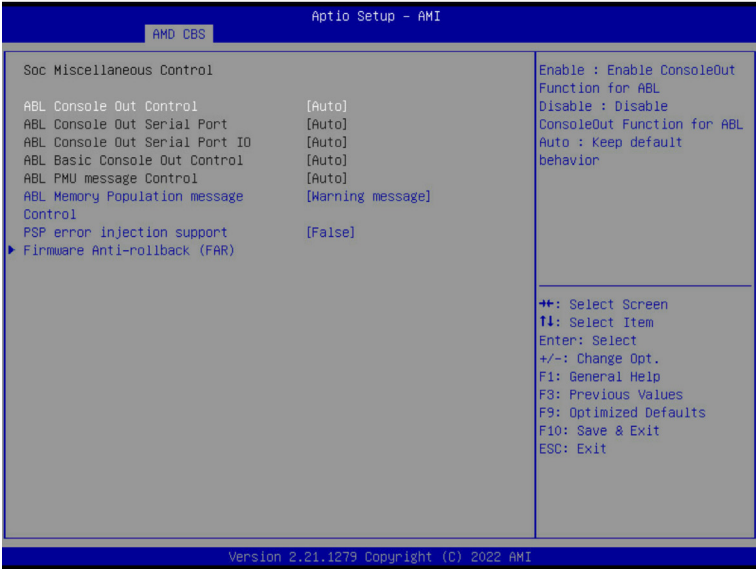 Aptio Setup - AMI
AMD CBS
Soc Miscellaneous Control
ABL Console Out Control [Auto]
ABL Console Out Serial Port [Auto]
ABL Console Out Serial Port IO [Auto]
ABL Basic Console Out Control [Auto]
ABL PMU message Control [Auto]
ABL Memory Population message [Warning message]
Control
PSP error injection support [False]
Firmware Anti-rollback (FAR)
Enable : Enable ConsoleOut
Function for ABL
Disable : Disable
ConsoleOut Function for ABL
Auto : Keep default
behavior
→←: Select Screen
↑↓: Select Item
Enter: Select
+/-: Change Opt.
F1: General Help
F3: Previous Values
F9: Optimized Defaults
F10: Save & Exit
ESC: Exit
Version 2.21.1279 Copyright (C) 2022 AMI